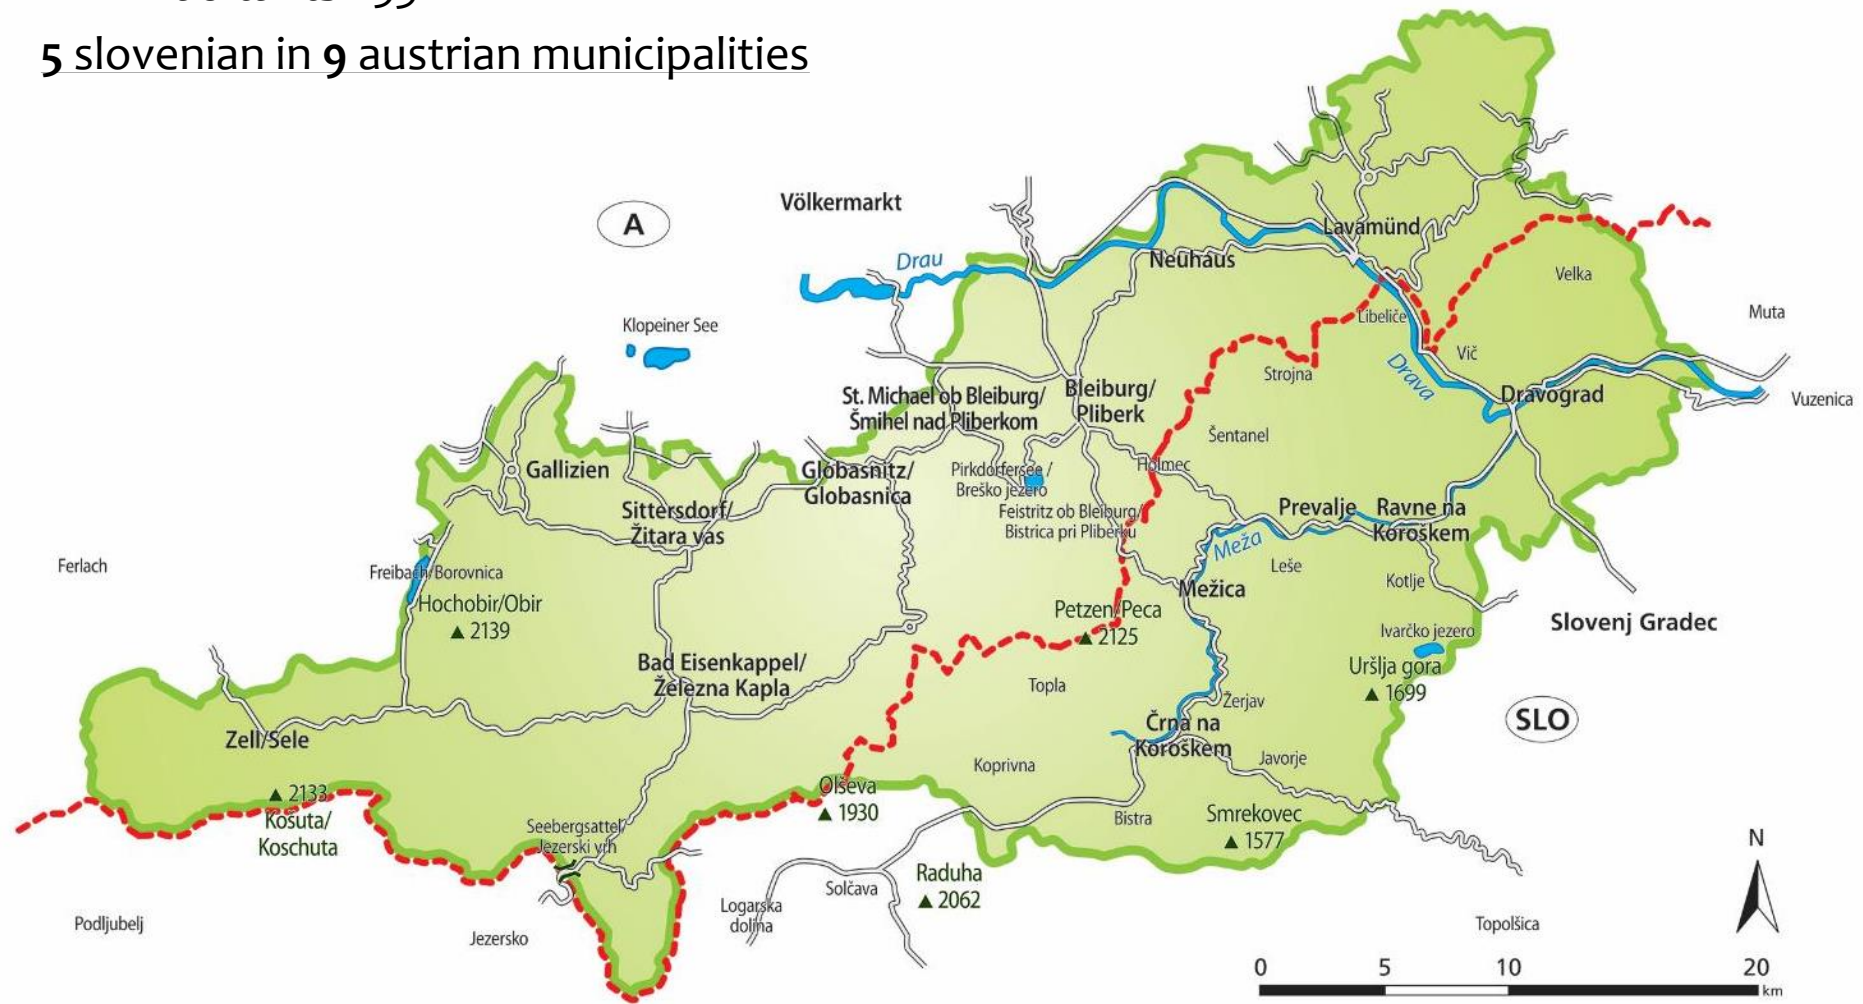 5 slovenian in 9 austrian municipalities
Völkermarkt
A
Drau
Lavamünd
Neuhaus
Velka
Muta
Klopeiner See
Libeliče
Vič
Strojna
Drava
Dravograd
Vuzenica
St. Michael ob Bleiburg/
Šmihel nad Pliberkom
Bleiburg/
Pliberk
Šentanel
Holmec
Gallizien
Globasnitz/
Globasnica
Pirkdorfersee /
Breško jezero
Sittersdorf/
Žitara vas
Feistritz ob Bleiburg/
Bistrica pri Pliberku
Prevalje
Ravne na
Koroškem
Meža
Leše
Kotlje
Ferlach
Freibach/Borovnica
Hochobir/Obir
2139
Mežica
Petzen/Peca
2125
Slovenj Gradec
Ivarčko jezero
Uršlja gora
1699
Bad Eisenkappel/
Železna Kapla
Topla
Žerjav
SLO
Zell/Sele
Črna na
Koroškem
Koprivna
Javorje
2133
Košuta/
Koschuta
Olševa
1930
Seebergsattel/
Jezerski vrh
Bistra
Smrekovec
1577
N
Raduha
2062
Solčava
Logarska
dolina
Podljubelj
Jezersko
Topolšica
0 5 10 20
km